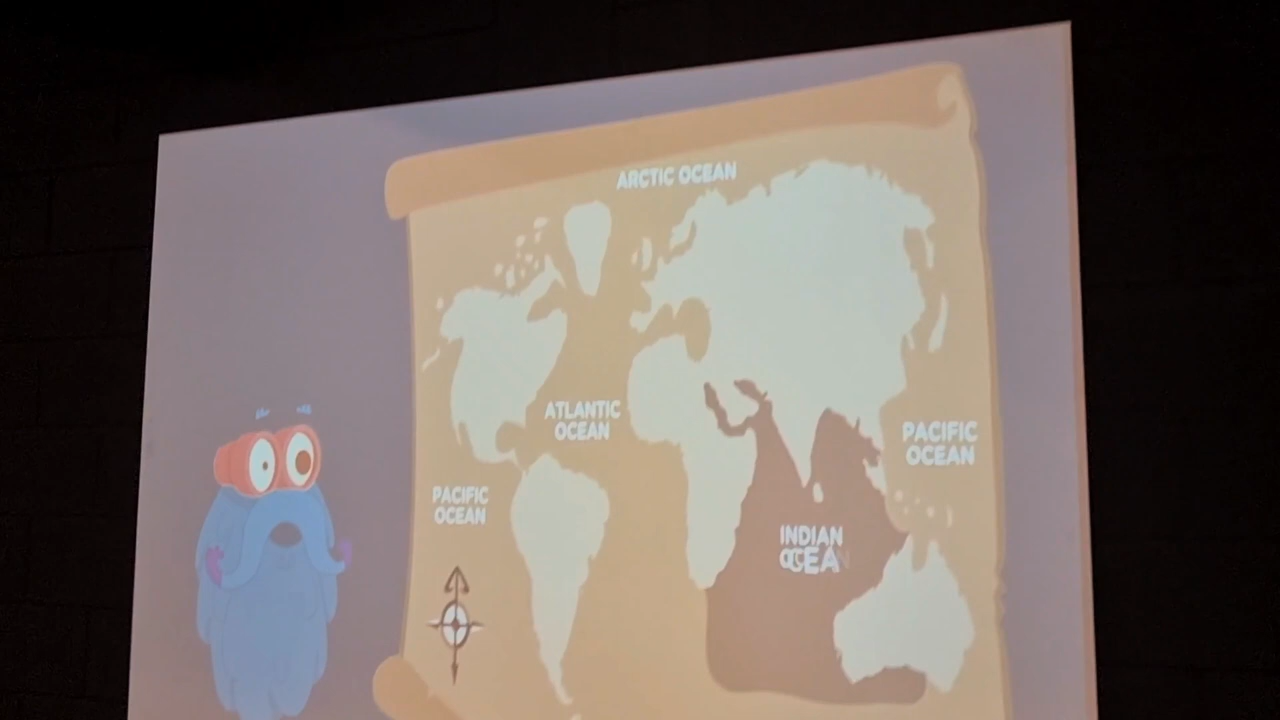 ARCTIC OCEAN
ATLANTIC
OCEAN
PACIFIC
OCEAN
PACIFIC
OCEAN
INDIAN